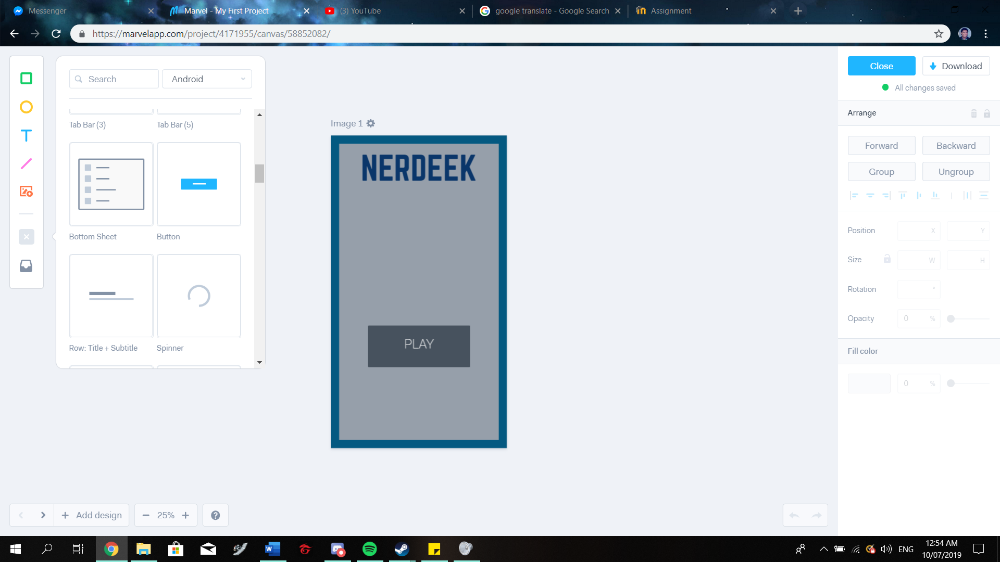 Messenger
Marvel - My First Project
(3) YouTube
google translate - Google Search
Assignment
https://marvelapp.com/project/4171955/canvas/58852082/
Search
Android
Tab Bar (3)
Tab Bar (5)
Bottom Sheet
Button
Row: Title + Subtitle
Spinner
Image 1
NERDEEK
PLAY
Close
Download
All changes saved
Arrange
Forward
Backward
Group
Ungroup
Position
X
Y
Size
W
H
Rotation
°
Opacity
0 %
Fill color
0 %
Add design
25%
ENG
12:54 AM
10/07/2019